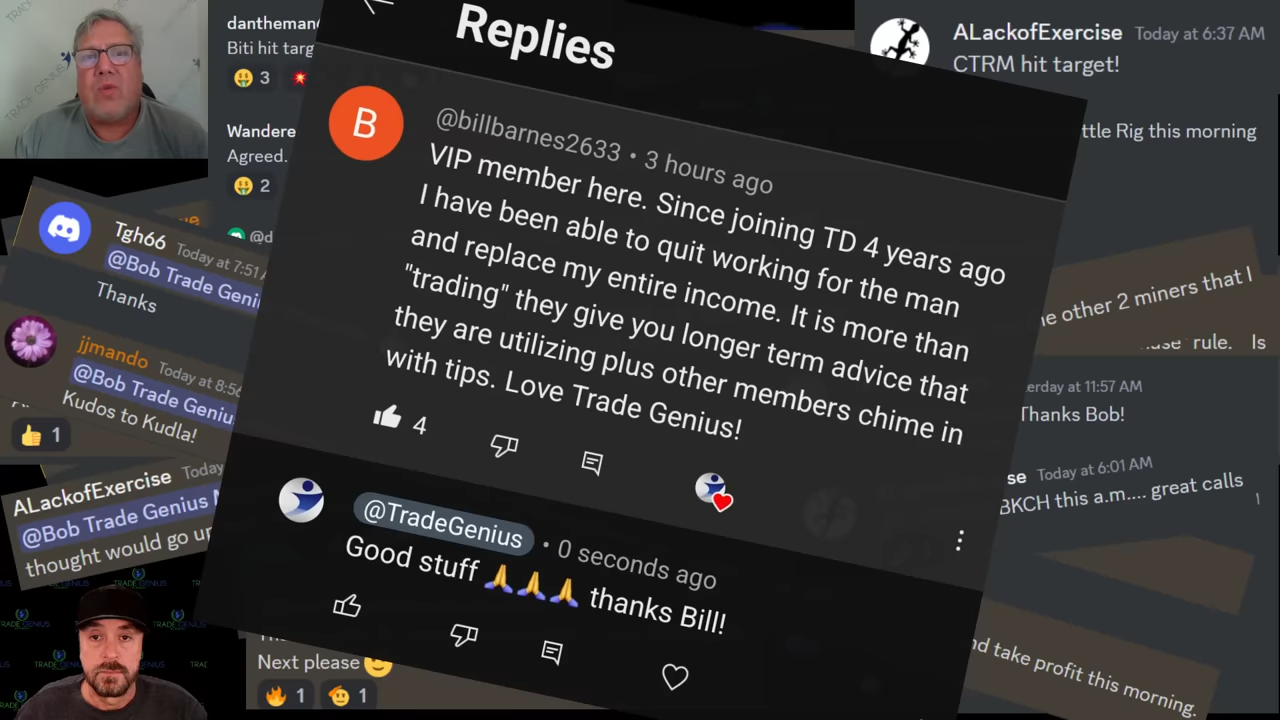 danthemand
Biti hit targ
3
Wandere
Agreed.
2
@d
Tgh66 Today at 7:51
@Bob Trade Geni
Thanks
jjmando Today at 8:56
@Bob Trade Genius
Kudos to Kudla!
1
ALackofExercise Today
@Bob Trade Genius
thought would go up
Replies
@billbarnes2633 • 3 hours ago
VIP member here. Since joining TD 4 years ago
I have been able to quit working for the man
and replace my entire income. It is more than
"trading" they give you longer term advice that
they are utilizing plus other members chime in
with tips. Love Trade Genius!
4
@TradeGenius • 0 seconds ago
Good stuff 🙏🙏🙏 thanks Bill!
Next please 😉
1 1
ALackofExercise Today at 6:37 AM
CTRM hit target!
ttle Rig this morning
e other 2 miners that I
rule. Is
erday at 11:57 AM
Thanks Bob!
se Today at 6:01 AM
BKCH this a.m.... great calls
nd take profit this morning.
TRADE GENIUS